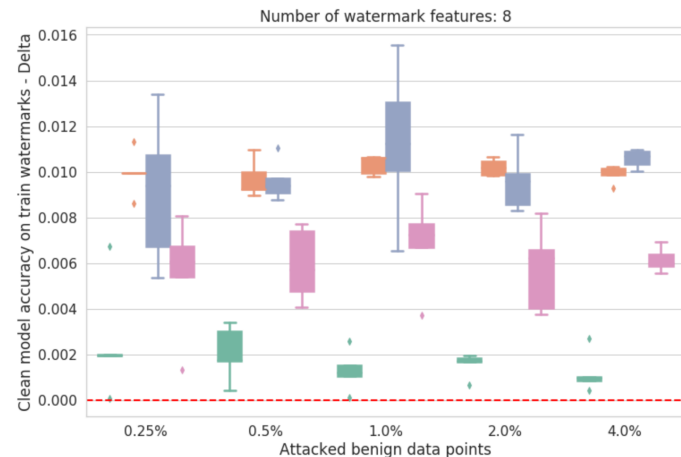 Number of watermark features: 8
Clean model accuracy on train watermarks - Delta
0.016
0.014
0.012
0.010
0.008
0.006
0.004
0.002
0.000
0.25% 0.5% 1.0% 2.0% 4.0%
Attacked benign data points